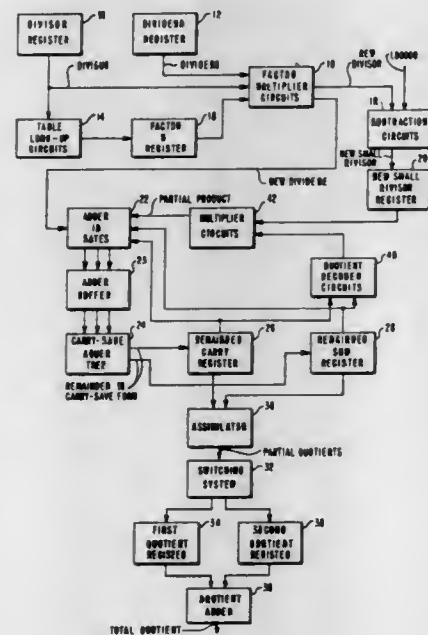 DIVISOR
REGISTER
DIVIDEND
REGISTER
12
DIVISOR
DIVIDEND
FACTOR
MULTIPLIER
CIRCUITS
10
NEW
DIVISOR
TABLE
LOOK-UP
CIRCUITS
14
FACTOR
REGISTER
16
SUBTRACTION
CIRCUITS
18
NEW SMALL
DIVISOR
NEW SMALL
DIVISOR
REGISTER
20
NEW DIVIDEND
22
PARTIAL PRODUCT
42
ADDER
IN
GATES
MULTIPLIER
CIRCUITS
ADDER
BUFFER
23
QUOTIENT
DECODER
CIRCUITS
40
CARRY-SAVE
ADDER
TREE
24
REMAINDER
CARRY
REGISTER
26
REMAINDER
SUM
REGISTER
28
REMAINDER IN
CARRY-SAVE FORM
ASSIMILATOR
30
PARTIAL QUOTIENTS
SWITCHING
SYSTEM
32
FIRST
QUOTIENT
REGISTER
34
SECOND
QUOTIENT
REGISTER
QUOTIENT
ADDER
38
TOTAL QUOTIENT